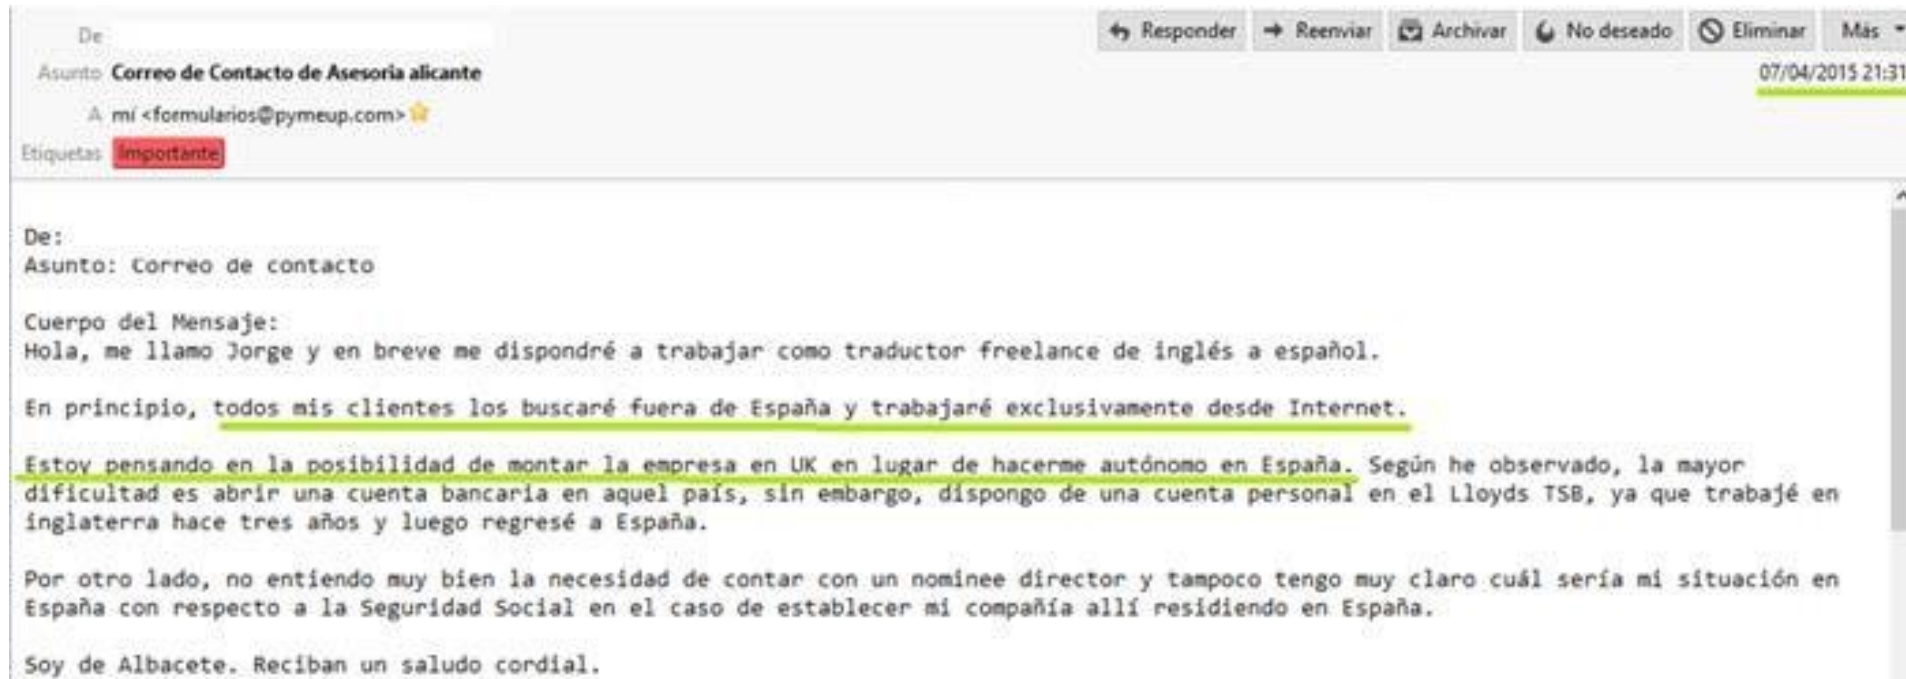 De
Responder Reenviar Archivar No deseado Eliminar Más
Asunto Correo de Contacto de Asesoria alicante
07/04/2015 21:31
A mí <formularios@pymeup.com>
Etiquetas Importante
De:
Asunto: Correo de contacto
Cuerpo del Mensaje:
Hola, me llamo Jorge y en breve me dispondré a trabajar como traductor freelance de inglés a español.
En principio, todos mis clientes los buscaré fuera de España y trabajaré exclusivamente desde Internet.
Estoy pensando en la posibilidad de montar la empresa en UK en lugar de hacerme autónomo en España. Según he observado, la mayor
dificultad es abrir una cuenta bancaria en aquel país, sin embargo, dispongo de una cuenta personal en el Lloyds TSB, ya que trabajé en
inglaterra hace tres años y luego regresé a España.
Por otro lado, no entiendo muy bien la necesidad de contar con un nominee director y tampoco tengo muy claro cuál sería mi situación en
España con respecto a la Seguridad Social en el caso de establecer mi compañía allí residiendo en España.
Soy de Albacete. Reciban un saludo cordial.